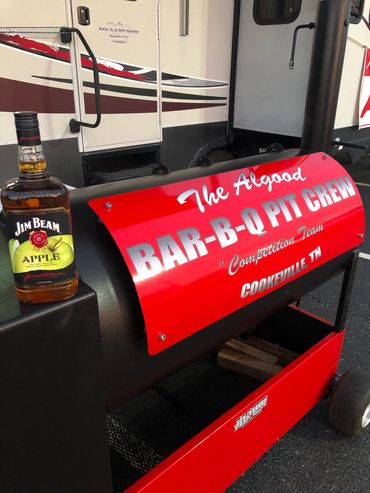 JIM BEAM
APPLE
The Algood
BAR-B-Q PIT CREW
"Competition Team"
COOKEVILLE, TN